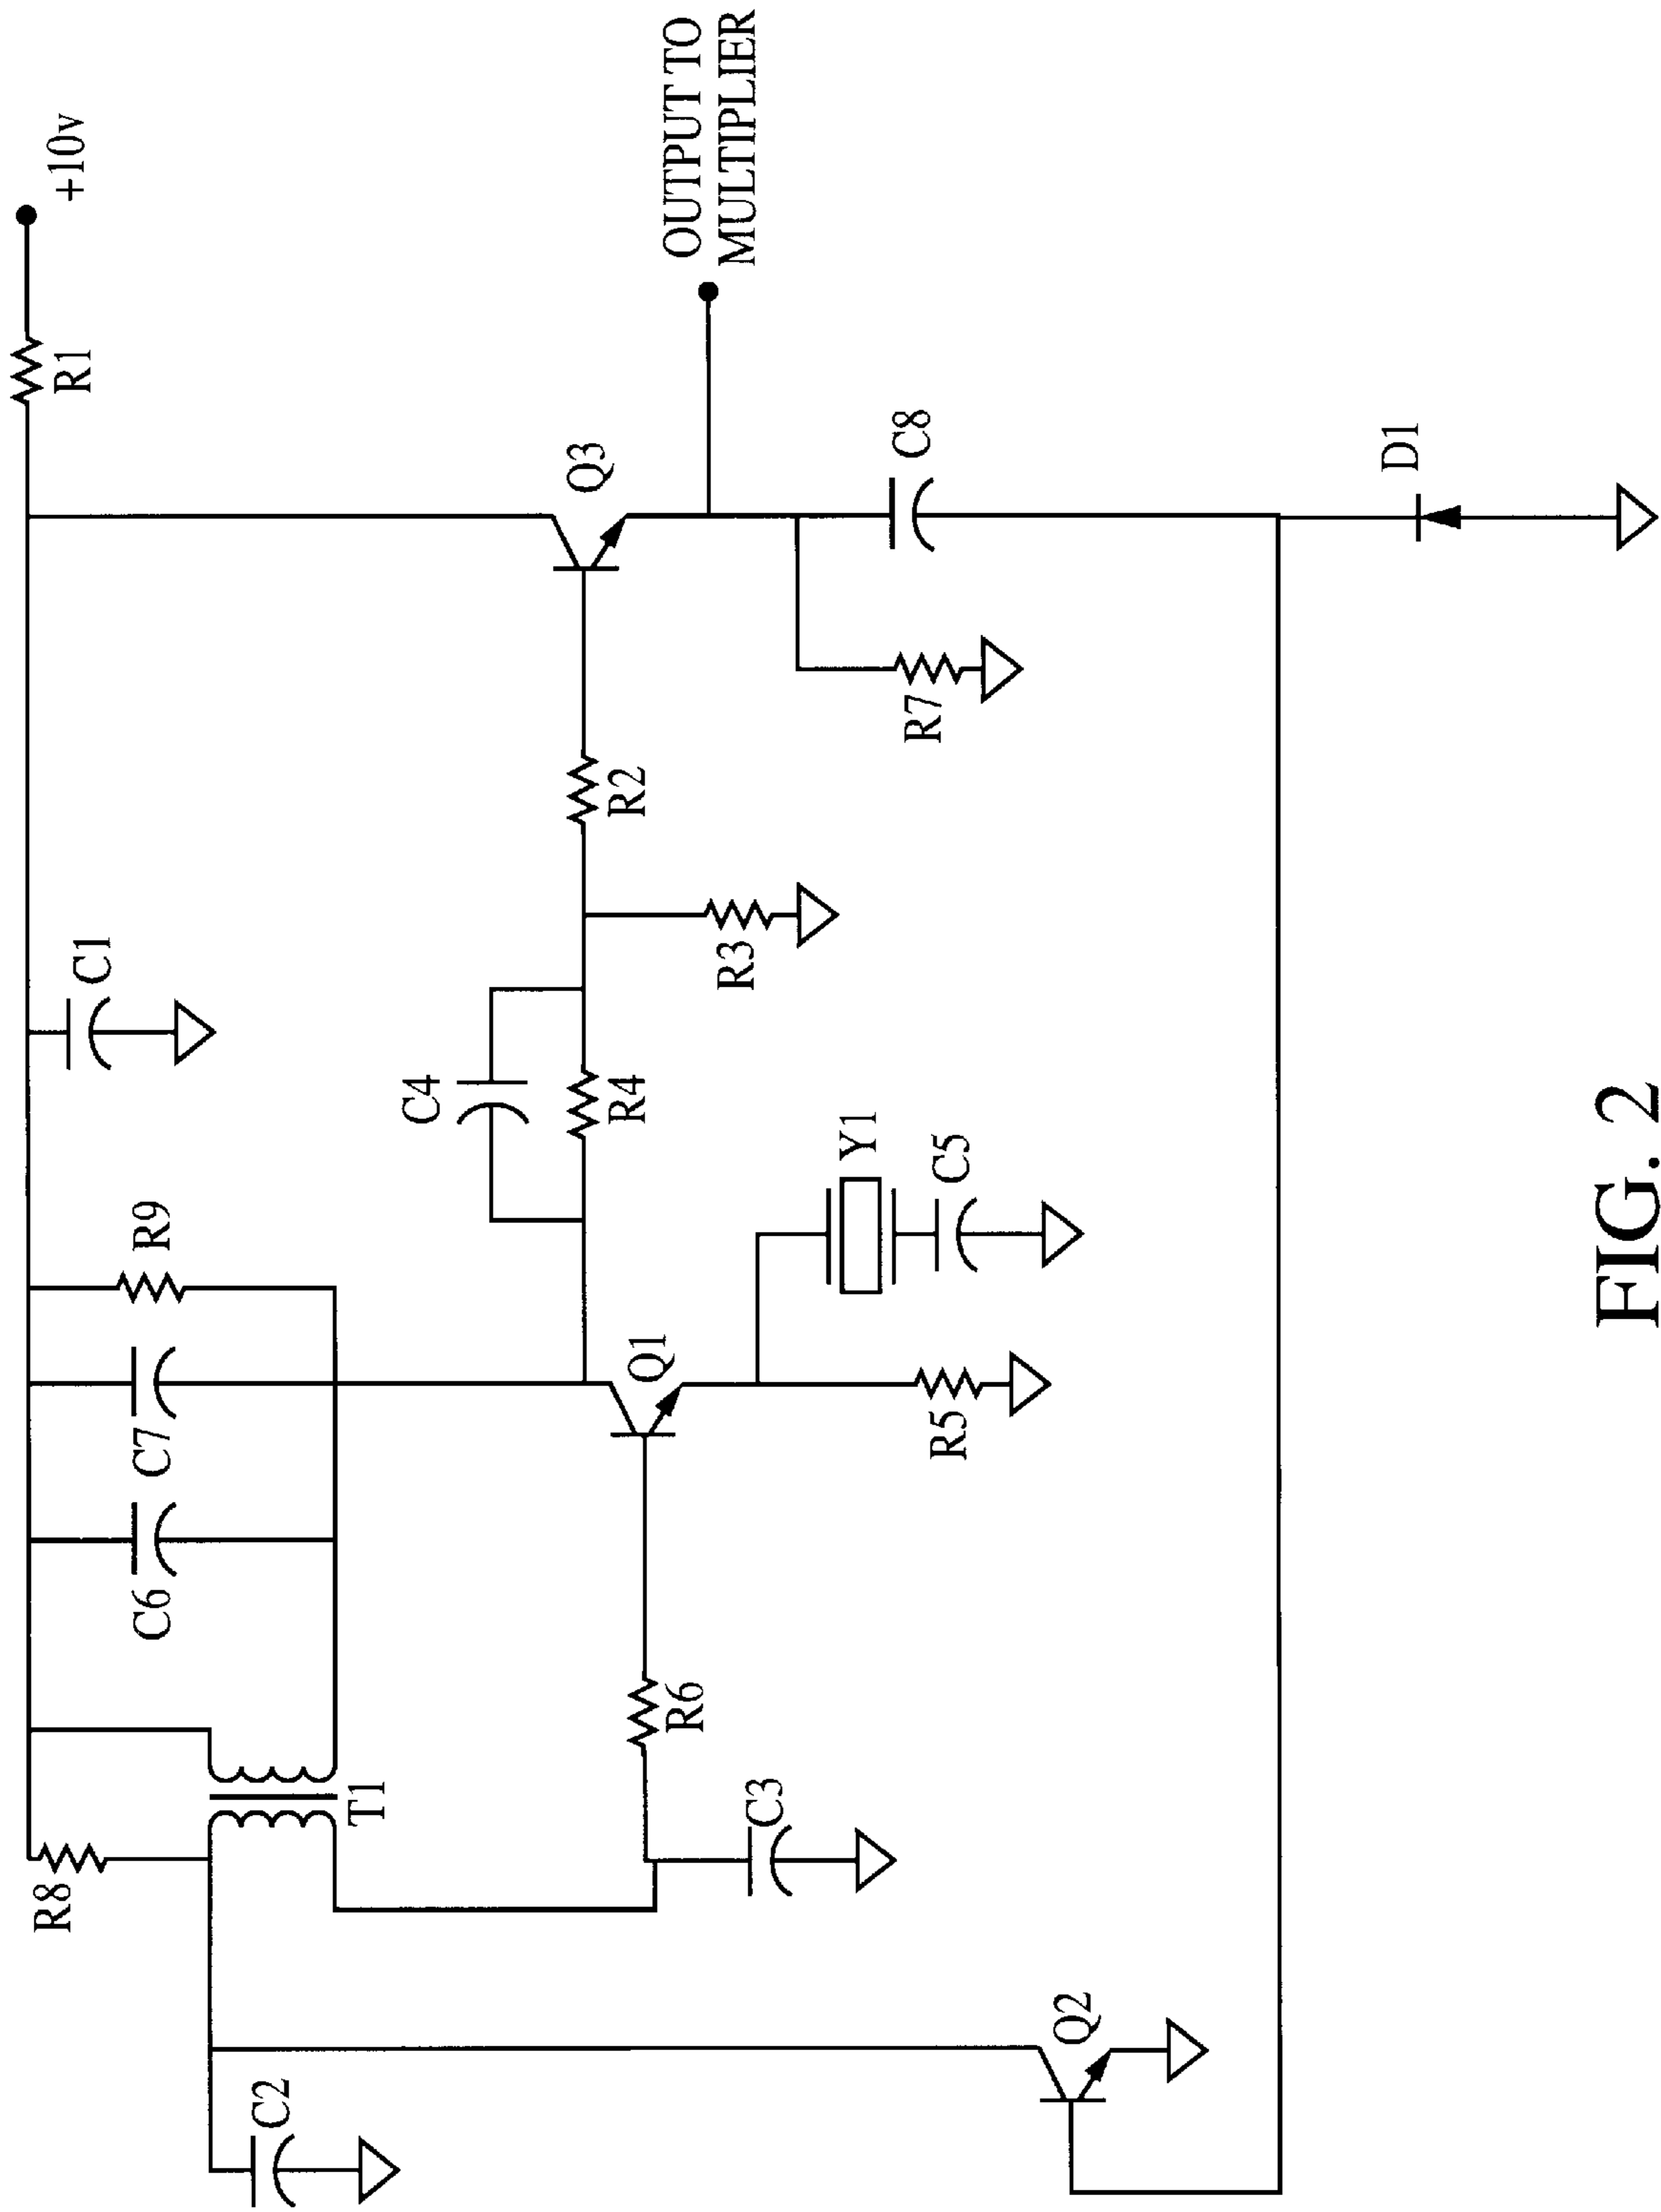 +10v
R1
C1
R9
C7
C6
R8
T1
C2
C4
R4
R2
Q3
OUTPUT TO
MULTIPLIER
Q1
R3
R6
C3
Y1
C5
R5
R7
C8
Q2
D1
FIG. 2